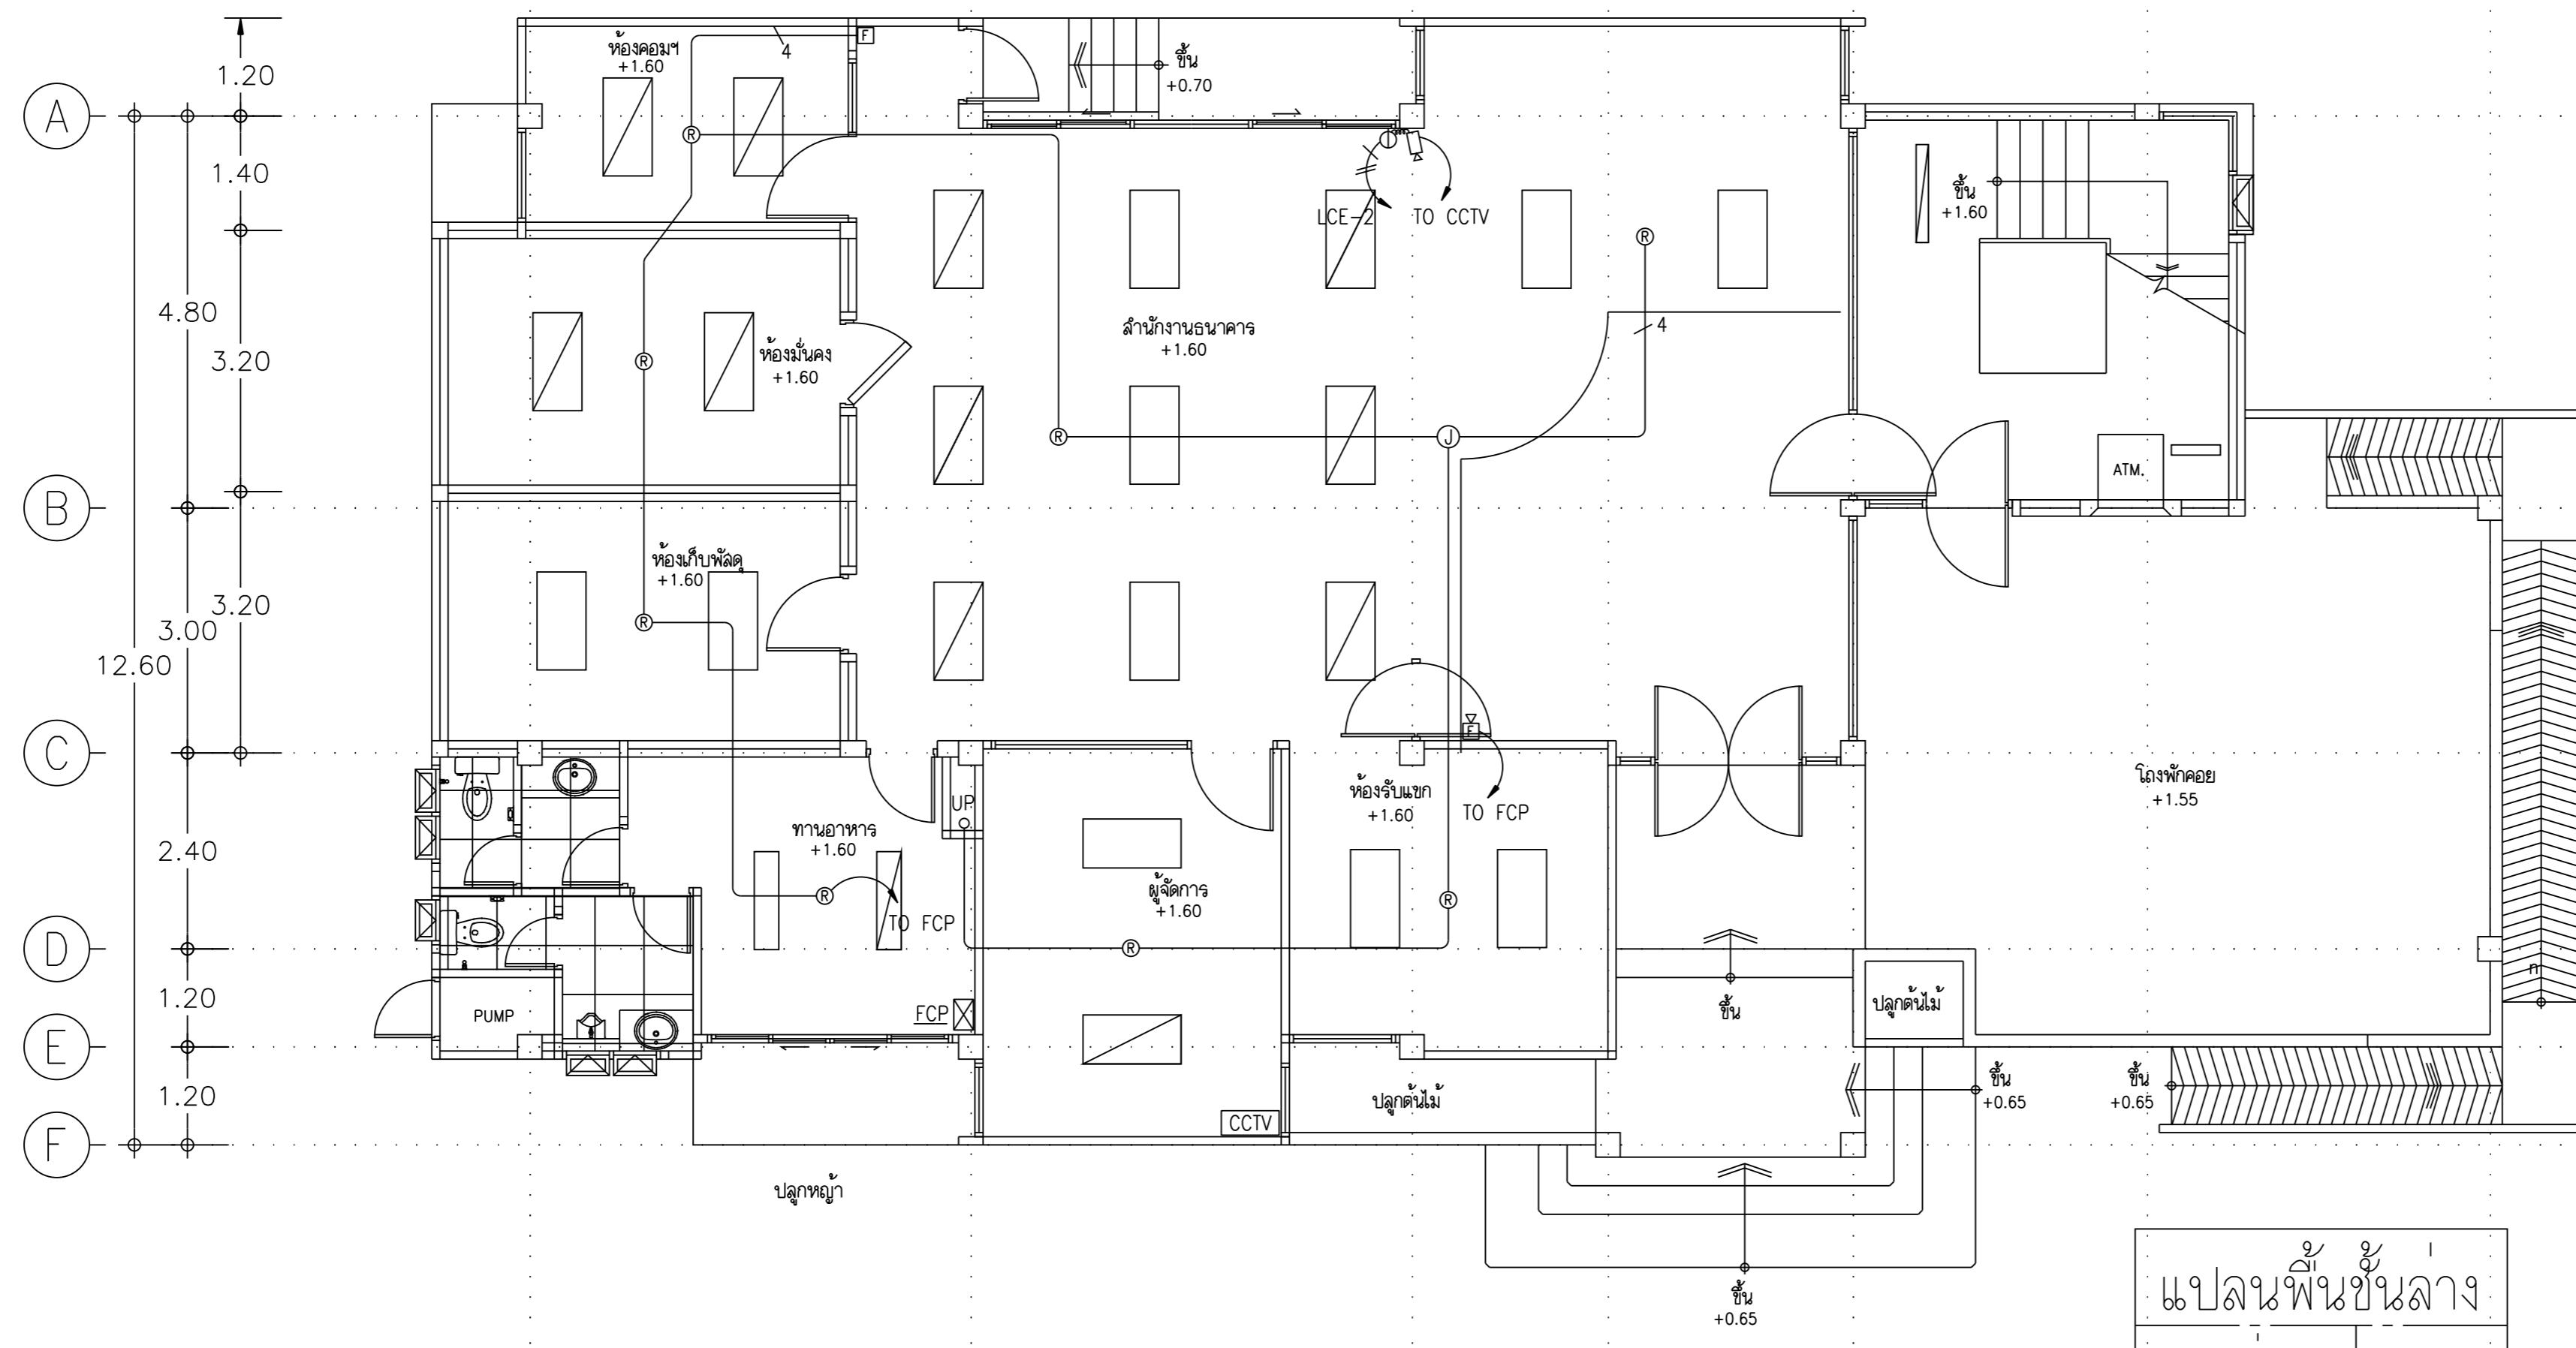 ห้องคอมฯ
+1.60
4
F
ขึ้น
+0.70
1.20
A
1.40
R
LCE-2
TO CCTV
R
ขึ้น
+1.60
4.80
3.20
ห้องมั่นคง
+1.60
R
สำนักงานธนาคาร
+1.60
4
R
J
ATM.
B
ห้องเก็บพัสดุ
+1.60
R
3.20
3.00
12.60
C
F
UP
ห้องรับแขก
+1.60
TO FCP
โถงพักคอย
+1.55
2.40
ทานอาหาร
+1.60
R
TO FCP
ผู้จัดการ
+1.60
R
R
D
1.20
PUMP
FCP
ขึ้น
ปลูกต้นไม้
n
E
1.20
CCTV
ปลูกต้นไม้
ขึ้น
+0.65
ขึ้น
+0.65
F
ปลูกหญ้า
ขึ้น
+0.65
แปลนพื้นชั้นล่าง